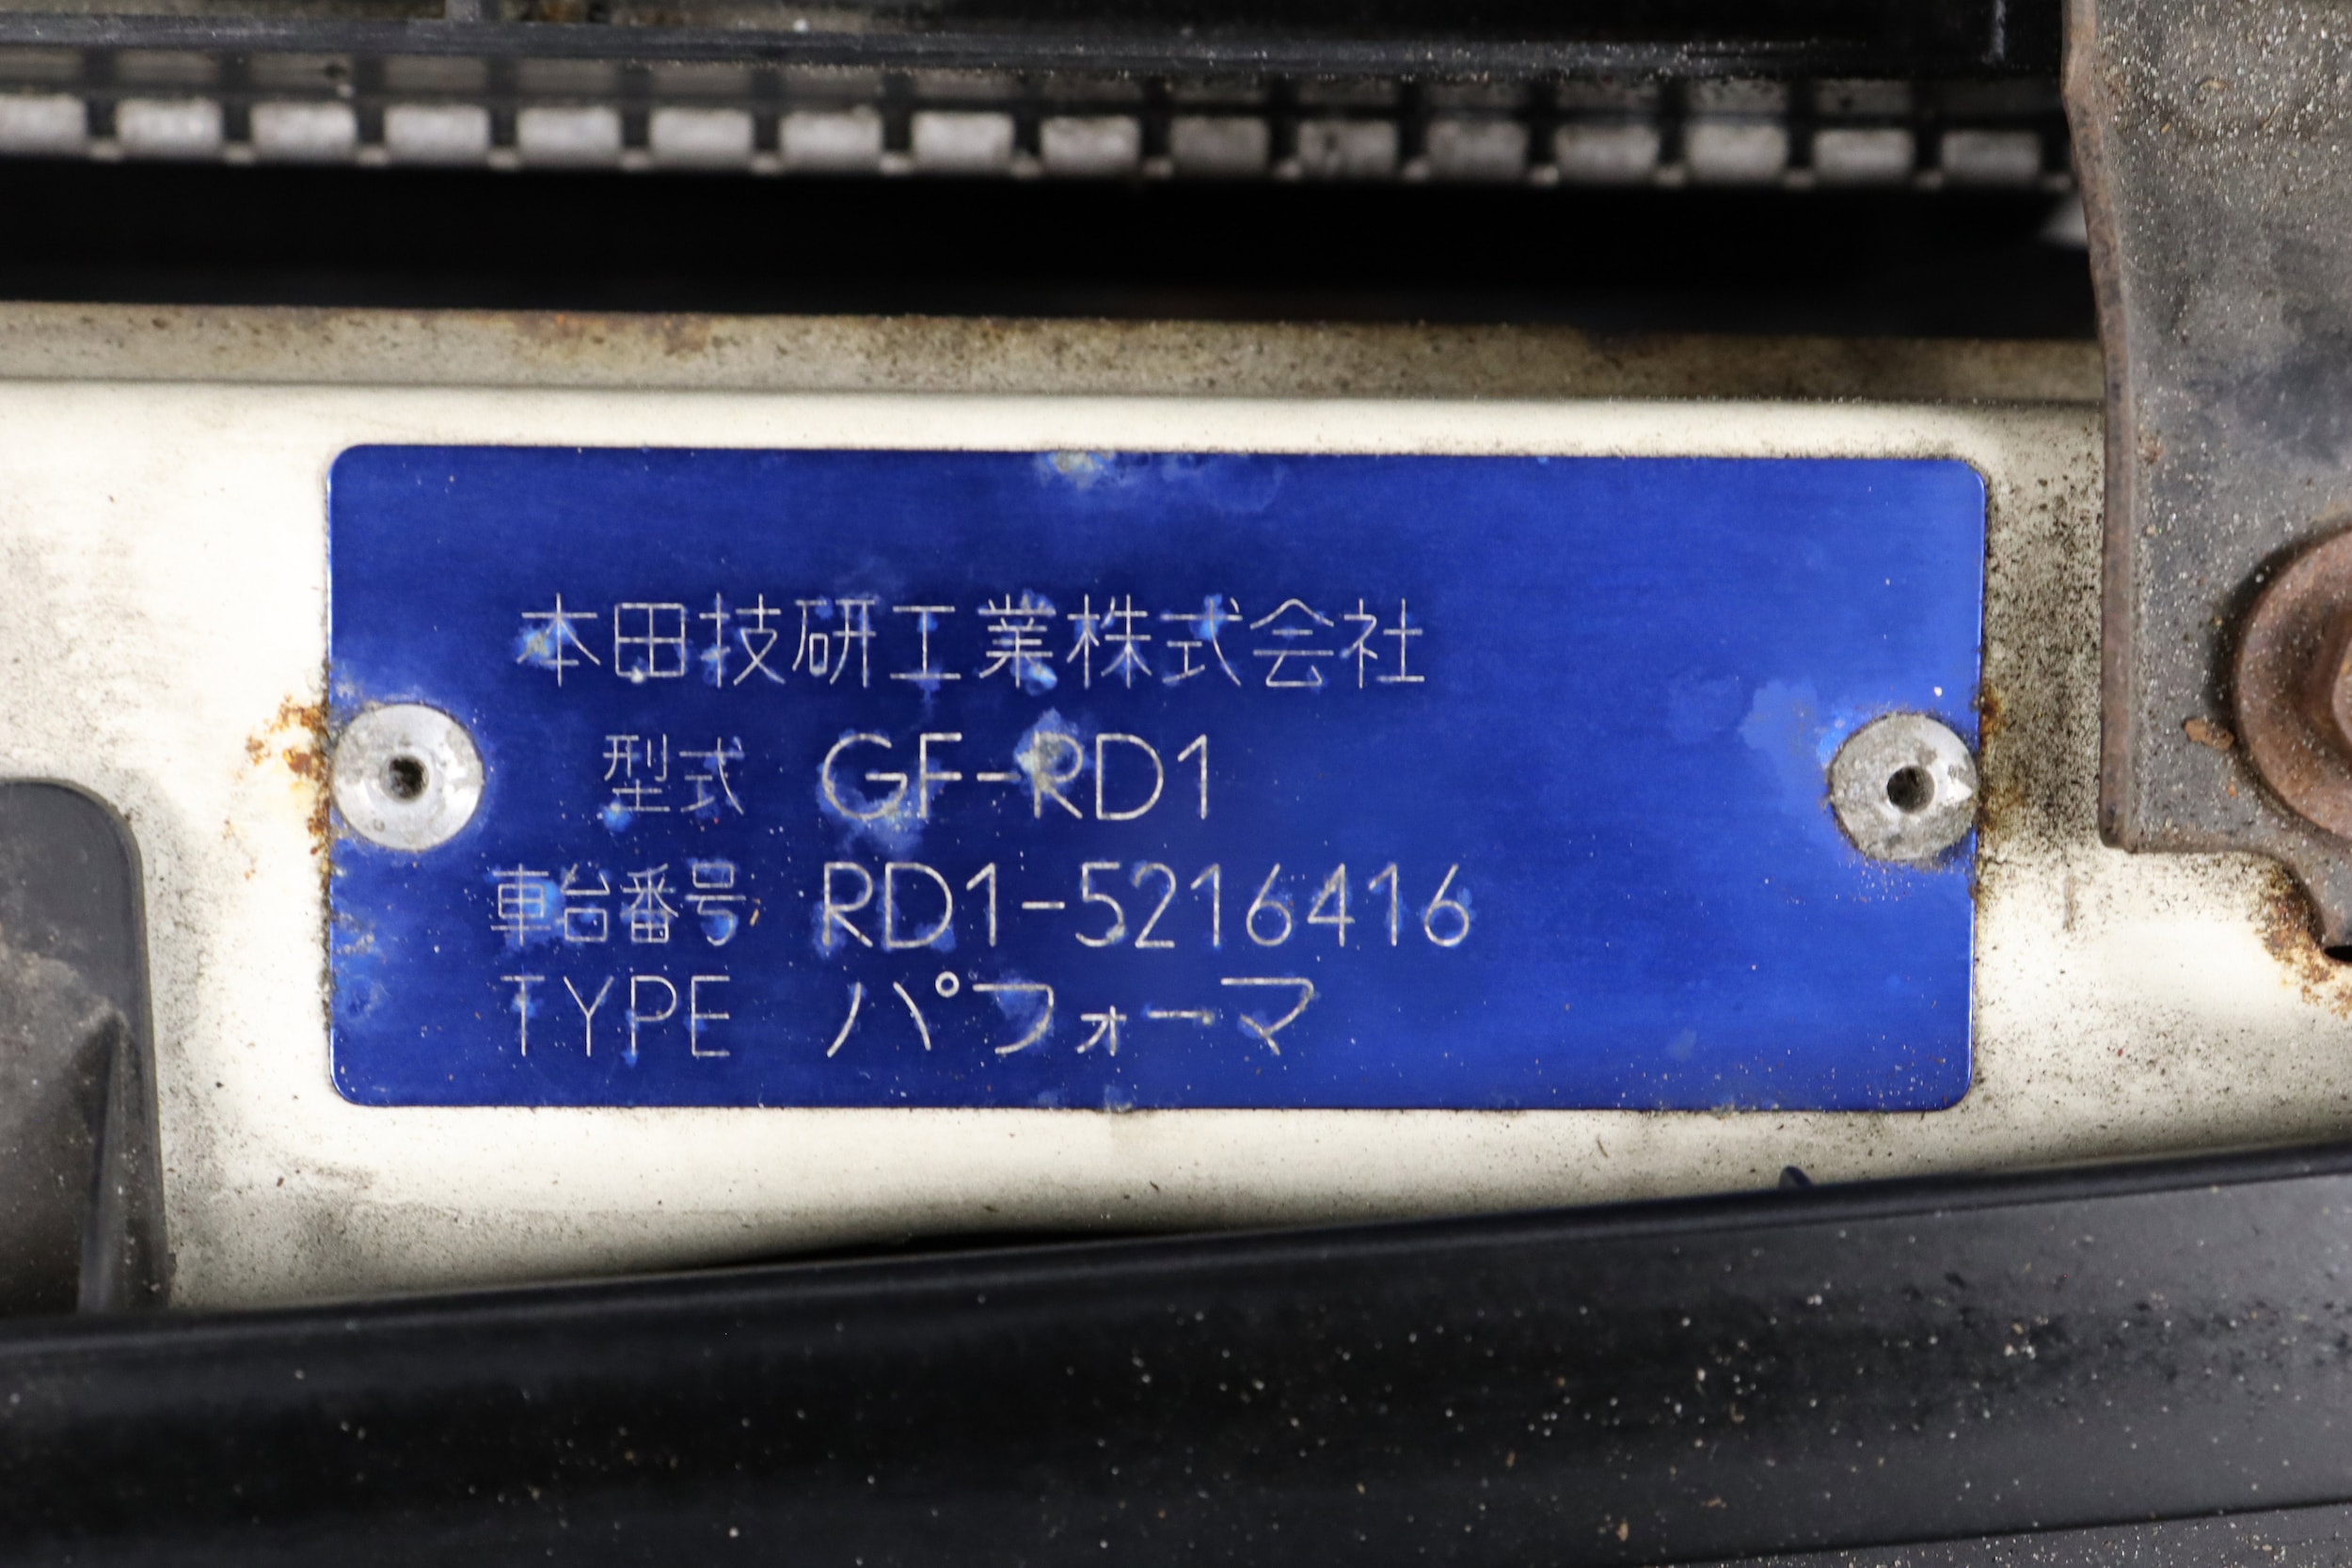 本田技研工業株式会社
型式 GF-RD1
車台番号 RD1-5216416
TYPE パフォーマ